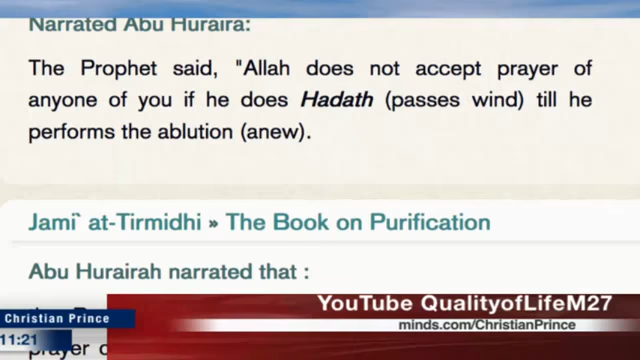 Narrated Abu Huraira:
The Prophet said, "Allah does not accept prayer of
anyone of you if he does Hadath (passes wind) till he
performs the ablution (anew).
Jami` at-Tirmidhi » The Book on Purification
Abu Hurairah narrated that :
YouTube QualityofLifeM27
Christian Prince
minds.com/ChristianPrince
11:21
prayer o